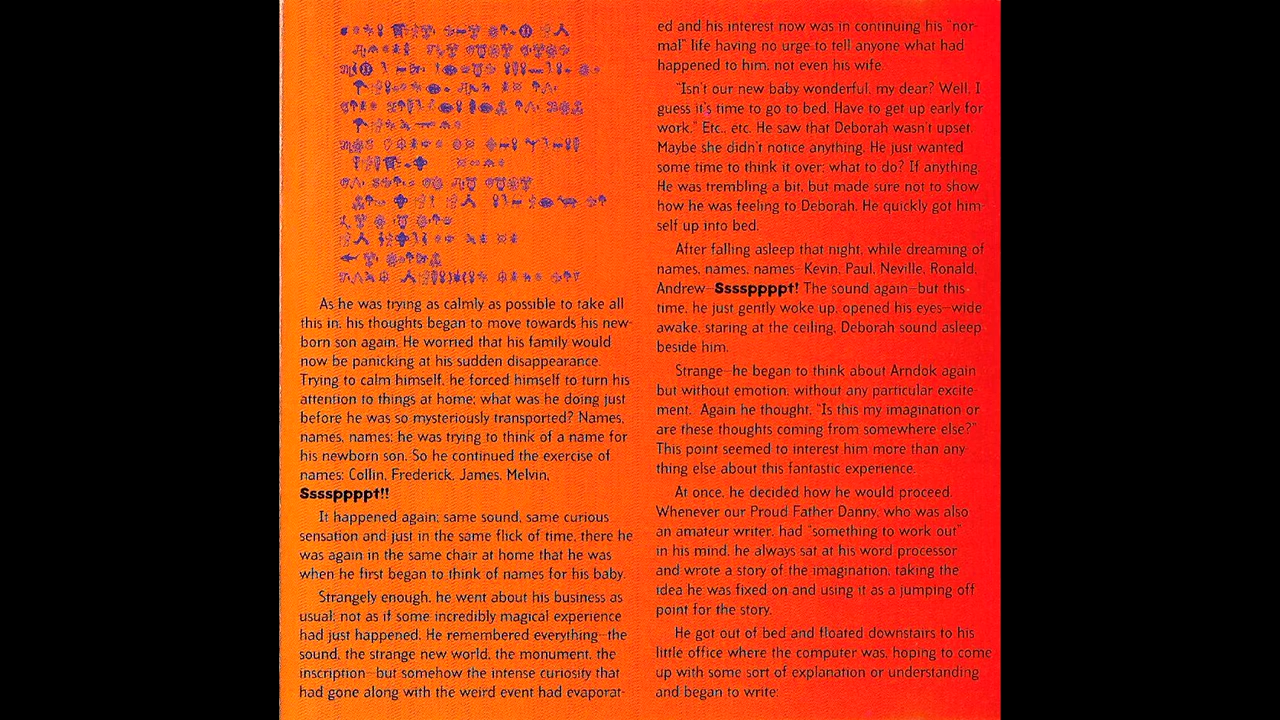 As he was trying as calmly as possible to take all
this in, his thoughts began to move towards his new-
born son again. He worried that his family would
now be panicking at his sudden disappearance.
Trying to calm himself, he forced himself to turn his
attention to things at home; what was he doing just
before he was so mysteriously transported? Names,
names, names; he was trying to think of a name for
his newborn son. So he continued the exercise of
names: Collin, Frederick, James, Melvin,
Ssssppppt!!
It happened again; same sound, same curious
sensation and just in the same flick of time, there he
was again in the same chair at home that he was
when he first began to think of names for his baby.
Strangely enough, he went about his business as
usual; not as if some incredibly magical experience
had just happened. He remembered everything—the
sound, the strange new world, the monument, the
inscription—but somehow the intense curiosity that
had gone along with the weird event had evaporat-
ed and his interest now was in continuing his "nor-
mal" life having no urge to tell anyone what had
happened to him, not even his wife.
"Isn't our new baby wonderful, my dear? Well, I
guess it's time to go to bed. Have to get up early for
work." Etc., etc. He saw that Deborah wasn't upset.
Maybe she didn't notice anything. He just wanted
some time to think it over; what to do? If anything.
He was trembling a bit, but made sure not to show
how he was feeling to Deborah. He quickly got him-
self up into bed.
After falling asleep that night, while dreaming of
names, names, names—Kevin, Paul, Neville, Ronald,
Andrew—Ssssppppt! The sound again—but this
time, he just gently woke up, opened his eyes—wide
awake, staring at the ceiling, Deborah sound asleep
beside him.
Strange—he began to think about Arndok again
but without emotion, without any particular excite-
ment. Again he thought, "Is this my imagination or
are these thoughts coming from somewhere else?"
This point seemed to interest him more than any-
thing else about this fantastic experience.
At once, he decided how he would proceed.
Whenever our Proud Father Danny, who was also
an amateur writer, had "something to work out"
in his mind, he always sat at his word processor
and wrote a story of the imagination, taking the
idea he was fixed on and using it as a jumping off
point for the story.
He got out of bed and floated downstairs to his
little office where the computer was, hoping to come
up with some sort of explanation or understanding
and began to write: